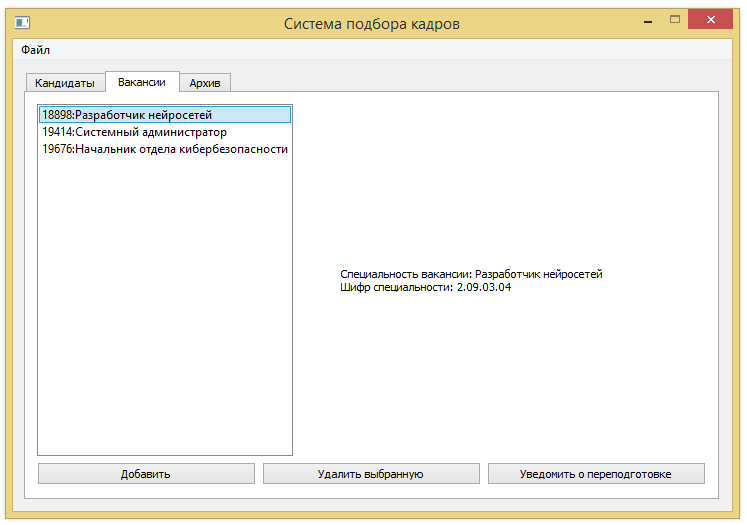 Система подбора кадров
Файл
Кандидаты
Вакансии
Архив
18898:Разработчик нейросетей
19414:Системный администратор
19676:Начальник отдела кибербезопасности
Специальность вакансии: Разработчик нейросетей
Шифр специальности: 2.09.03.04
Добавить
Удалить выбранную
Уведомить о переподготовке